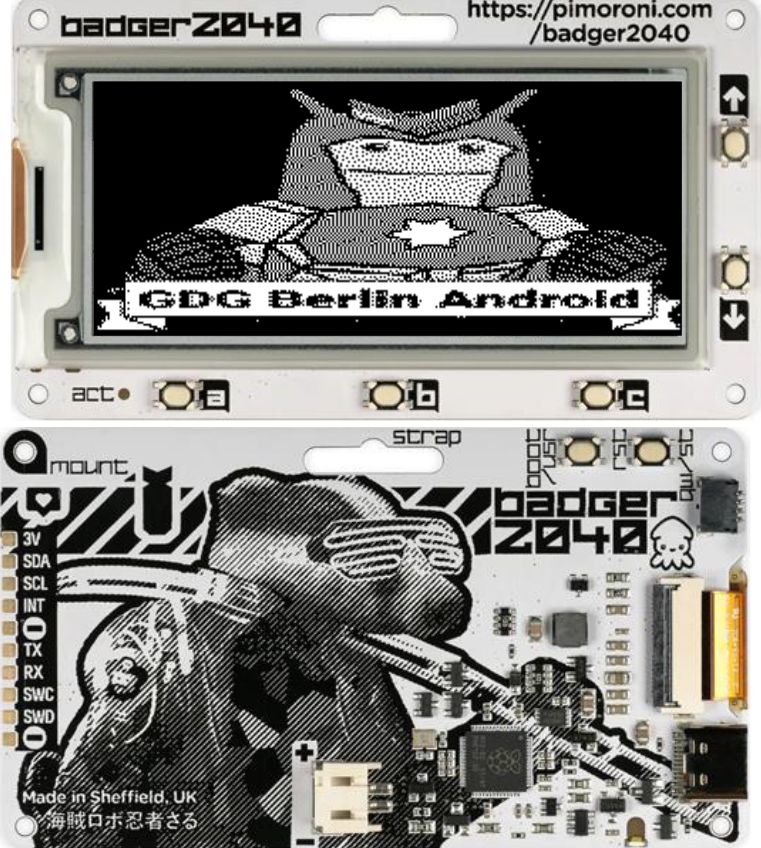 badger2040
https://pimoroni.com
/badger2040
GDG Berlin Android
act
a
b
c
mount
strap
boot
/usr
rst
badger
2040
3V
SDA
SCL
INT
TX
RX
SWC
SWD
+
-
Made in Sheffield, UK
海賊ロボ忍者さる